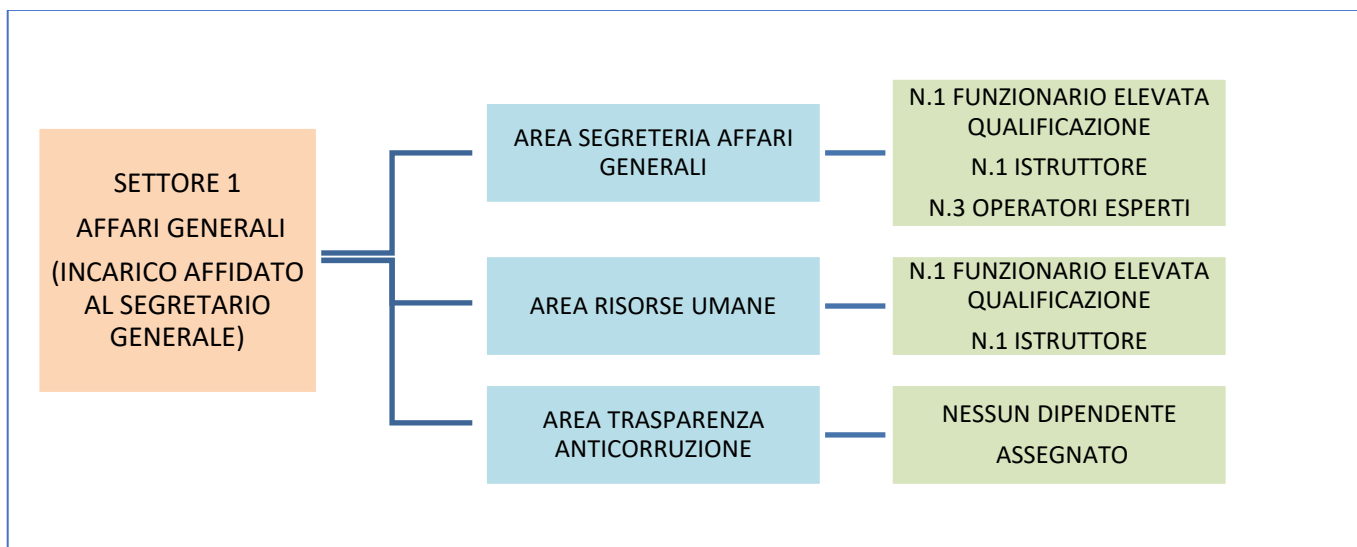 SETTORE 1
AFFARI GENERALI
(INCARICO AFFIDATO
AL SEGRETARIO
GENERALE)
AREA SEGRETERIA AFFARI
GENERALI
N.1 FUNZIONARIO ELEVATA
QUALIFICAZIONE
N.1 ISTRUTTORE
N.3 OPERATORI ESPERTI
AREA RISORSE UMANE
N.1 FUNZIONARIO ELEVATA
QUALIFICAZIONE
N.1 ISTRUTTORE
AREA TRASPARENZA
ANTICORRUZIONE
NESSUN DIPENDENTE
ASSEGNATO